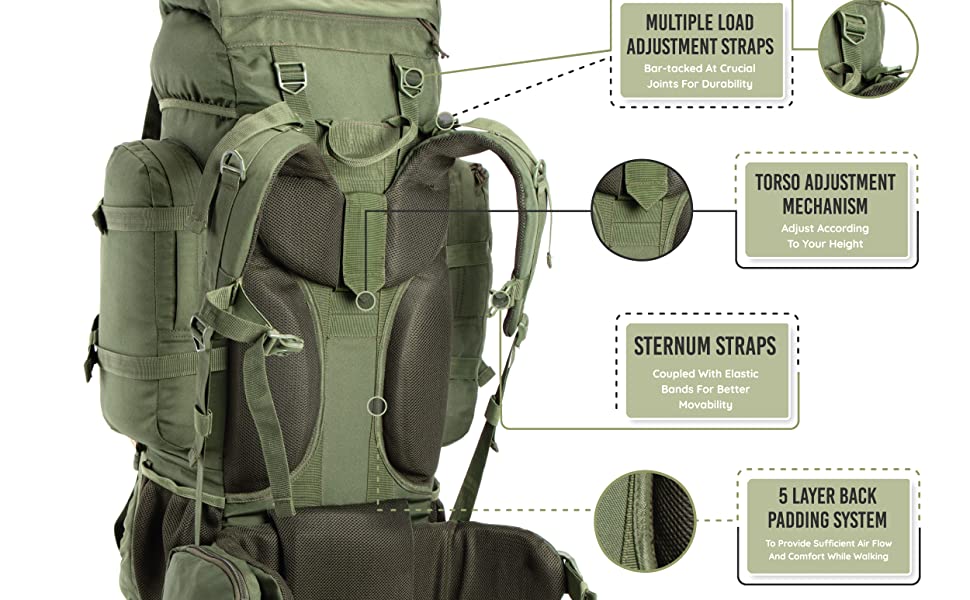 MULTIPLE LOAD
ADJUSTMENT STRAPS
Bar-tacked At Crucial
Joints For Durability
TORSO ADJUSTMENT
MECHANISM
Adjust According
To Your Height
STERNUM STRAPS
Coupled With Elastic
Bands For Better
Movability
5 LAYER BACK
PADDING SYSTEM
To Provide Sufficient Air Flow
And Comfort While Walking